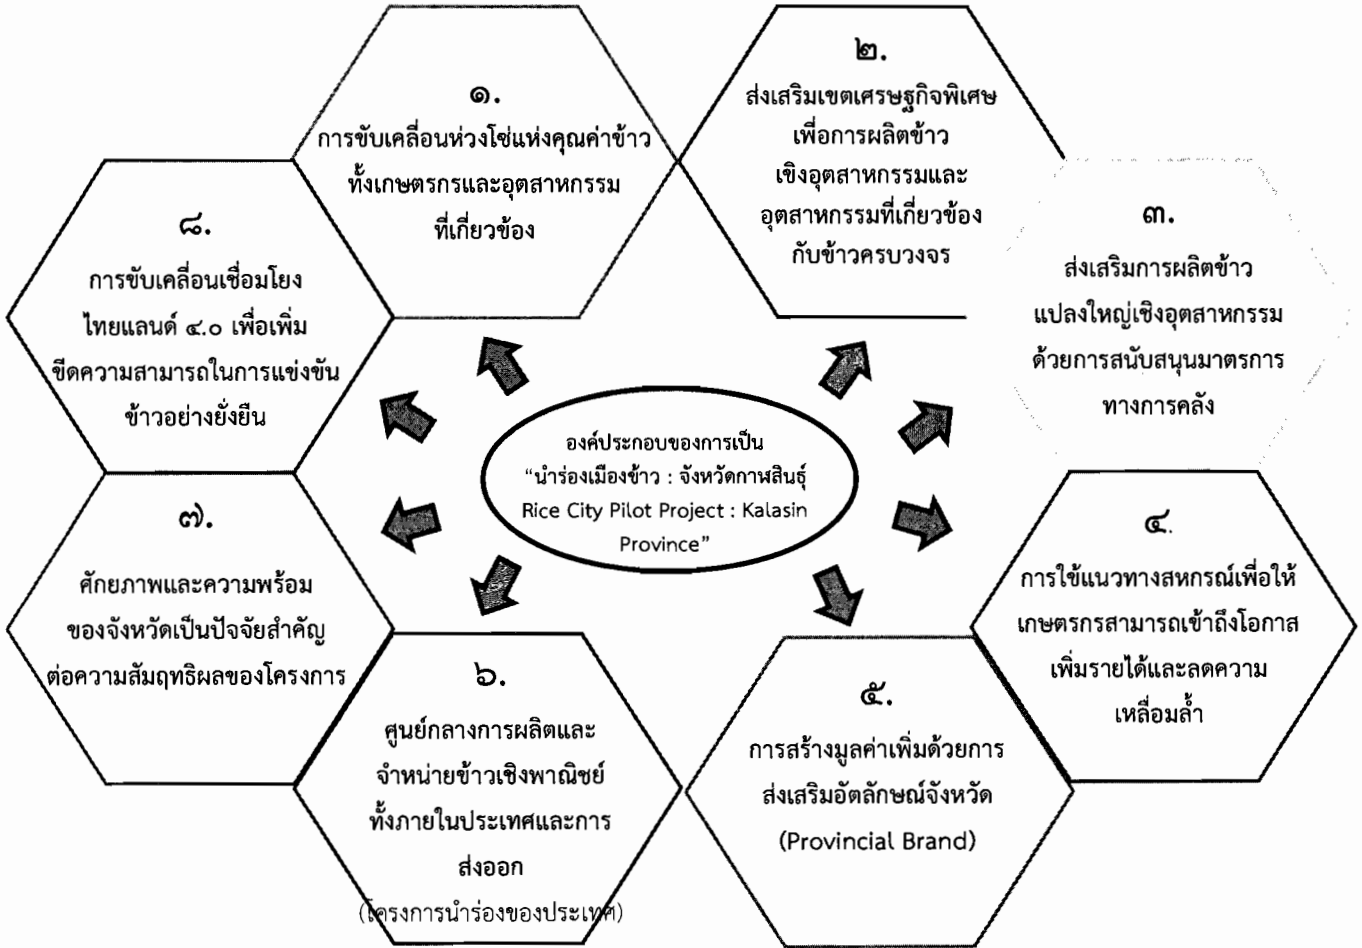 ๑.
การขับเคลื่อนห่วงโซ่แห่งคุณค่าข้าว
ทั้งเกษตรกรและอุตสาหกรรม
ที่เกี่ยวข้อง
๒.
ส่งเสริมเขตเศรษฐกิจพิเศษ
เพื่อการผลิตข้าว
เชิงอุตสาหกรรมและ
อุตสาหกรรมที่เกี่ยวข้อง
กับข้าวครบวงจร
๓.
ส่งเสริมการผลิตข้าว
แปลงใหญ่เชิงอุตสาหกรรม
ด้วยการสนับสนุนมาตรการ
ทางการคลัง
๔.
การใช้แนวทางสหกรณ์เพื่อให้
เกษตรกรสามารถเข้าถึงโอกาส
เพิ่มรายได้และลดความ
เหลื่อมล้ำ
๕.
การสร้างมูลค่าเพิ่มด้วยการ
ส่งเสริมอัตลักษณ์จังหวัด
(Provincial Brand)
๖.
ศูนย์กลางการผลิตและ
จำหน่ายข้าวเชิงพาณิชย์
ทั้งภายในประเทศและการ
ส่งออก
(โครงการนำร่องของประเทศ)
๗.
ศักยภาพและความพร้อม
ของจังหวัดเป็นปัจจัยสำคัญ
ต่อความสัมฤทธิผลของโครงการ
๘.
การขับเคลื่อนเชื่อมโยง
ไทยแลนด์ ๔.๐ เพื่อเพิ่ม
ขีดความสามารถในการแข่งขัน
ข้าวอย่างยั่งยืน
องค์ประกอบของการเป็น
“นำร่องเมืองข้าว : จังหวัดกาฬสินธุ์
Rice City Pilot Project : Kalasin
Province”